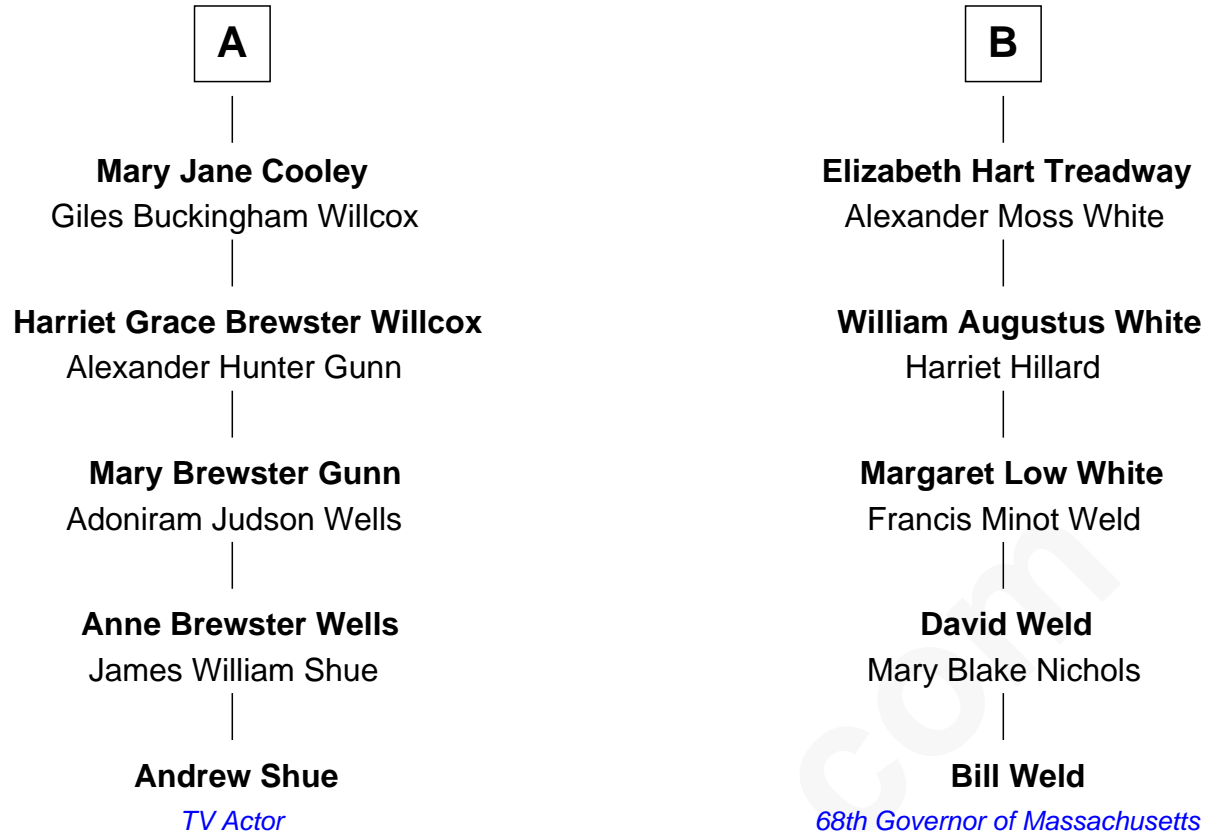 A
Mary Jane Cooley
Giles Buckingham Willcox
Harriet Grace Brewster Willcox
Alexander Hunter Gunn
Mary Brewster Gunn
Adoniram Judson Wells
Anne Brewster Wells
James William Shue
Andrew Shue
TV Actor
B
Elizabeth Hart Treadway
Alexander Moss White
William Augustus White
Harriet Hillard
Margaret Low White
Francis Minot Weld
David Weld
Mary Blake Nichols
Bill Weld
68th Governor of Massachusetts
com